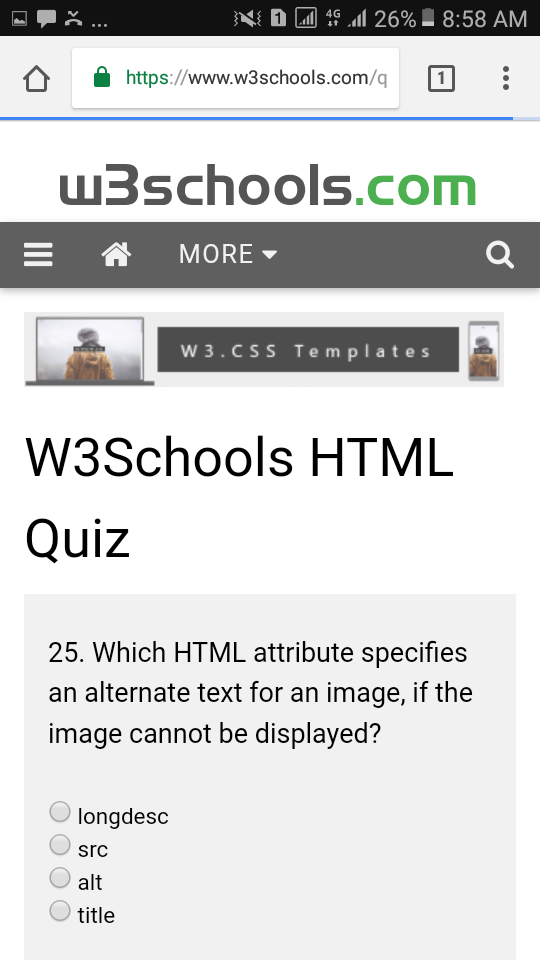 ... 1 4G 26% 8:58 AM
https://www.w3schools.com/q 1
w3schools.com
MORE
W3.CSS Templates
W3Schools HTML
Quiz
25. Which HTML attribute specifies
an alternate text for an image, if the
image cannot be displayed?
longdesc
src
alt
title